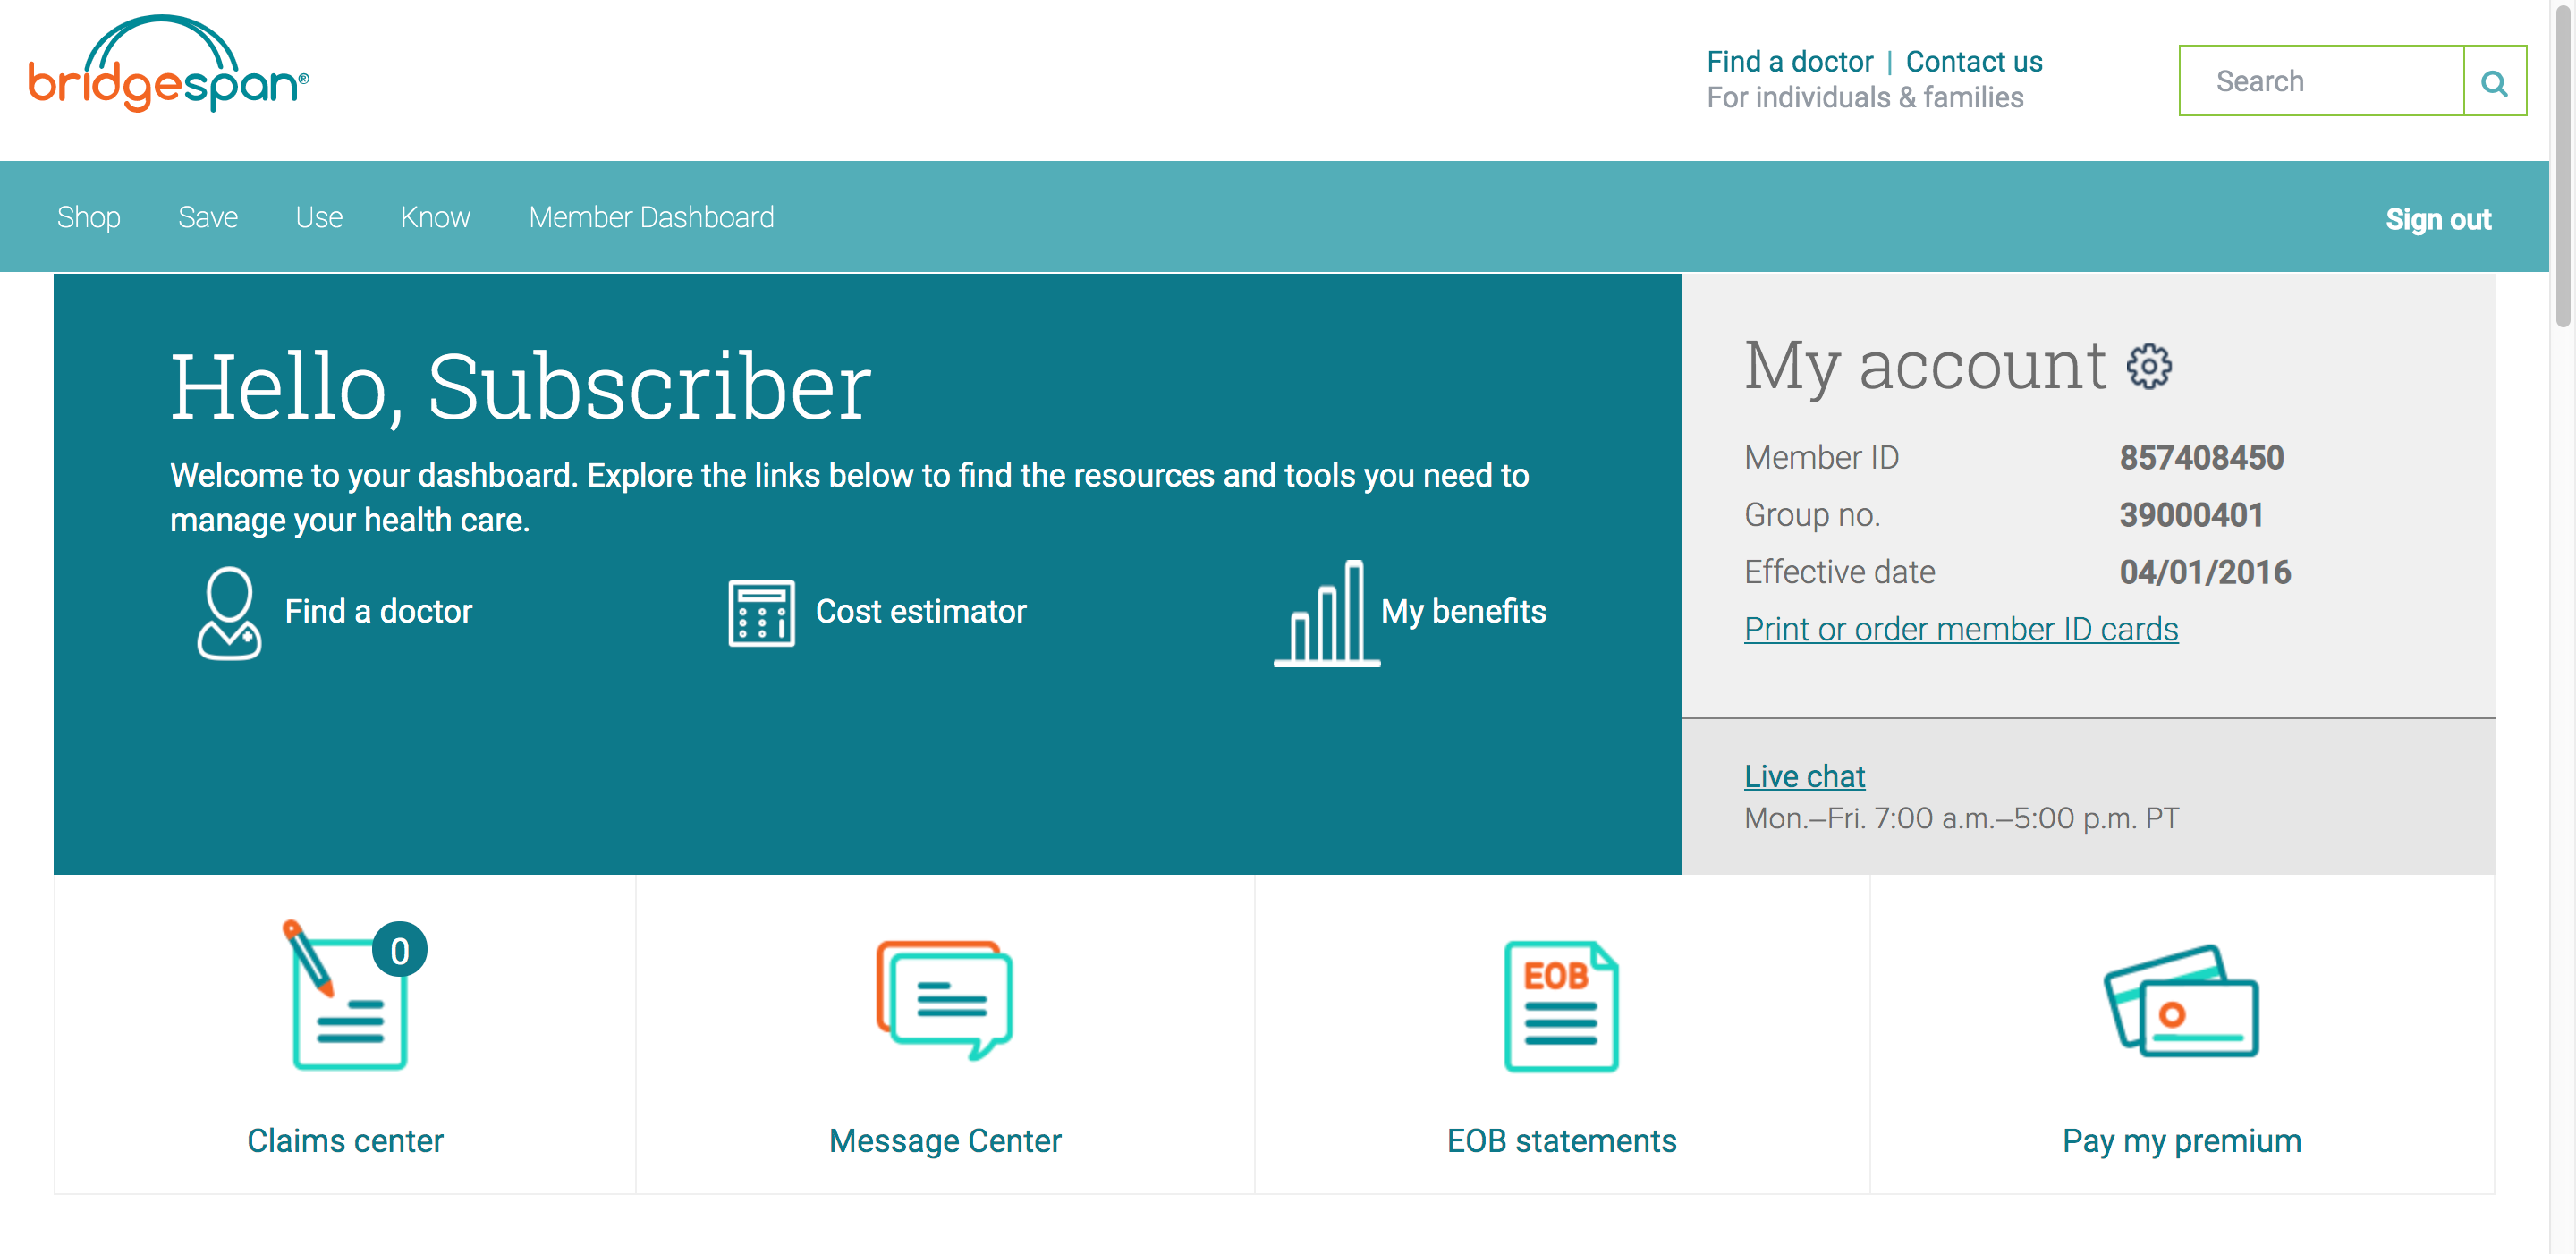 bridgespan®
Find a doctor | Contact us
For individuals & families
Search
Shop Save Use Know Member Dashboard Sign out
Hello, Subscriber
Welcome to your dashboard. Explore the links below to find the resources and tools you need to
manage your health care.
Find a doctor
Cost estimator
My benefits
My account
Member ID 857408450
Group no. 39000401
Effective date 04/01/2016
Print or order member ID cards
Live chat
Mon.–Fri. 7:00 a.m.–5:00 p.m. PT
0
Claims center
Message Center
EOB
EOB statements
Pay my premium